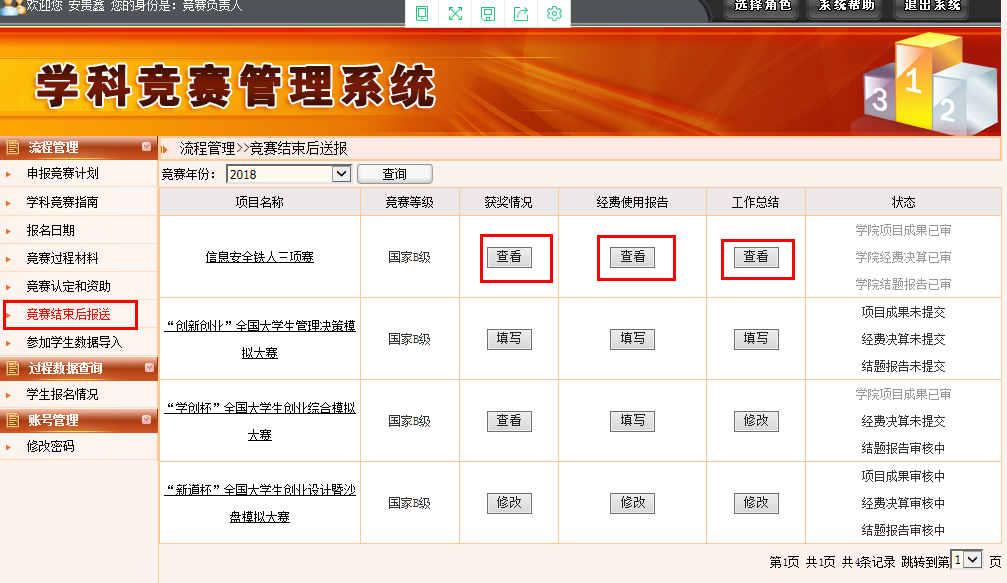 欢迎您 安贵鑫 您的身份是：竞赛负责人
选择角色 系统帮助 退出系统
学科竞赛管理系统
3 1 2
流程管理
申报竞赛计划
学科竞赛指南
报名日期
竞赛过程材料
竞赛认定和资助
竞赛结束后报送
参加学生数据导入
过程数据查询
学生报名情况
账号管理
修改密码
流程管理>>竞赛结束后送报
竞赛年份： 2018 查询
项目名称 竞赛等级 获奖情况 经费使用报告 工作总结 状态
信息安全铁人三项赛 国家B级 查看 查看 查看
学院项目成果已审
学院经费决算已审
学院结题报告已审
“创新创业”全国大学生管理决策模
拟大赛
国家B级 填写 填写 填写
项目成果未提交
经费决算未提交
结题报告未提交
“学创杯”全国大学生创业综合模拟
大赛
国家B级 查看 填写 修改
学院项目成果已审
经费决算未提交
结题报告审核中
“新道杯”全国大学生创业设计暨沙
盘模拟大赛
国家B级 修改 修改 修改
项目成果审核中
经费决算审核中
结题报告审核中
第1页 共1页 共4条记录 跳转到第 1 页